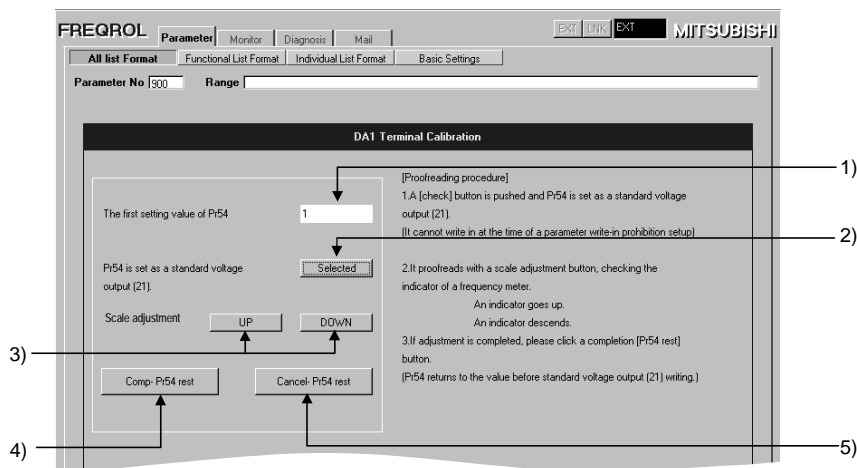 FREQROL Parameter Monitor Diagnosis Mail EXT LNK EXT MITSUBISHI
All list Format Functional List Format Individual List Format Basic Settings
Parameter No 900 Range
DA1 Terminal Calibration
1)
The first setting value of Pr54 1
2)
Pr54 is set as a standard voltage Selected
output (21).
Scale adjustment UP DOWN
3)
Comp- Pr54 rest Cancel- Pr54 rest
4)
[Proofreading procedure]
1.A [check] button is pushed and Pr54 is set as a standard voltage
output (21).
(It cannot write in at the time of a parameter write-in prohibition setup)
2.It proofreads with a scale adjustment button, checking the
indicator of a frequency meter.
An indicator goes up.
An indicator descends.
3.If adjustment is completed, please click a completion [Pr54 rest]
button.
(Pr54 returns to the value before standard voltage output (21) writing.)
5)